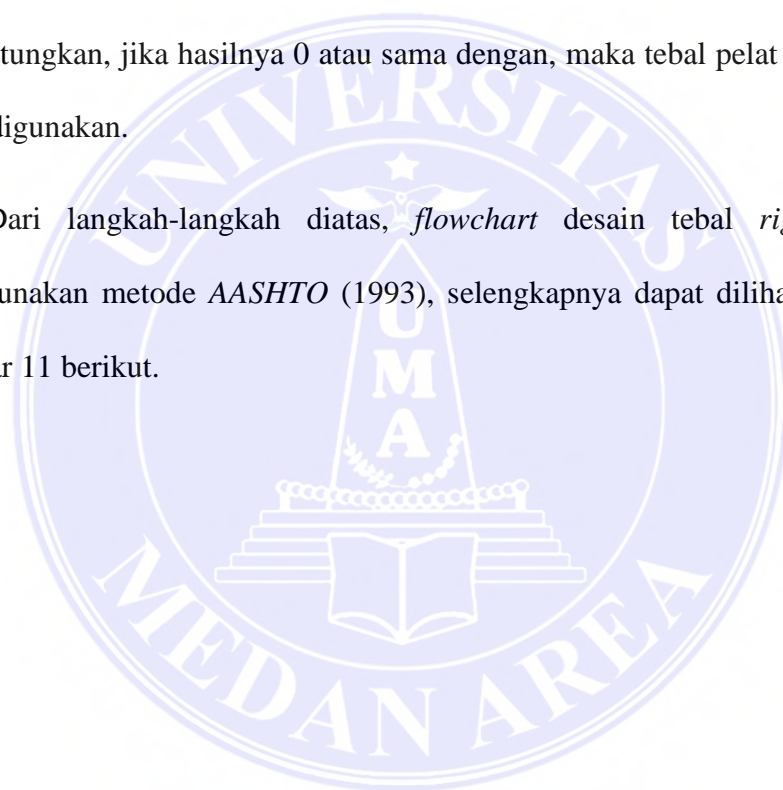 tungkan, jika hasilnya 0 atau sama dengan, maka tebal pelat
digunakan.
Dari langkah-langkah diatas, flowchart desain tebal
unakan metode AASHTO (1993), selengkapnya dapat
11 berikut.
UNIVERSITAS
U
M
A
MEDAN AREA